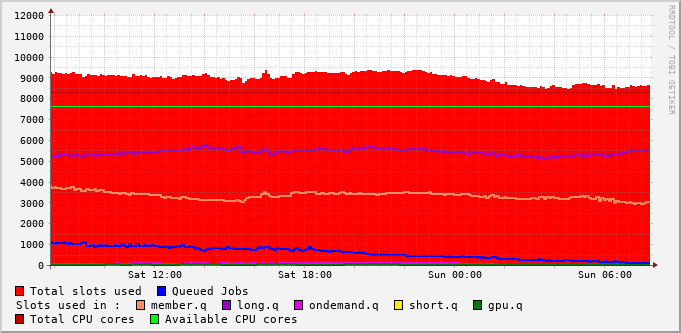 12000
11000
10000
9000
8000
7000
6000
5000
4000
3000
2000
1000
0
Sat 12:00 Sat 18:00 Sun 00:00 Sun 06:00
Total slots used Queued Jobs
Slots used in : member.q long.q ondemand.q short.q gpu.q
Total CPU cores Available CPU cores
RRDTOOL / TOBI OETIKER